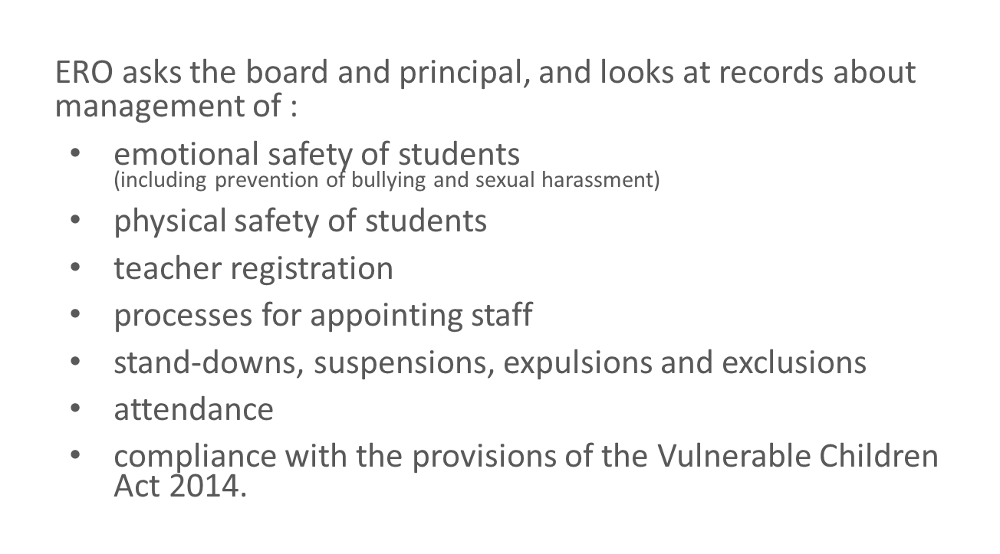 ERO asks the board and principal, and looks at records about
management of :
• emotional safety of students
(including prevention of bullying and sexual harassment)
• physical safety of students
• teacher registration
• processes for appointing staff
• stand-downs, suspensions, expulsions and exclusions
• attendance
• compliance with the provisions of the Vulnerable Children
Act 2014.